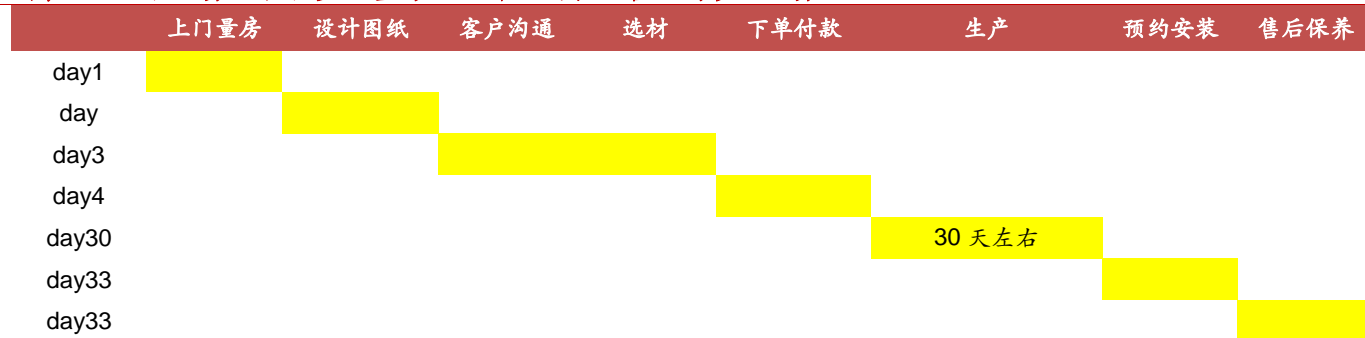 上门量房 设计图纸 客户沟通 选材 下单付款 生产 预约安装 售后保养
day1
day
day3
day4
day30 30 天左右
day33
day33